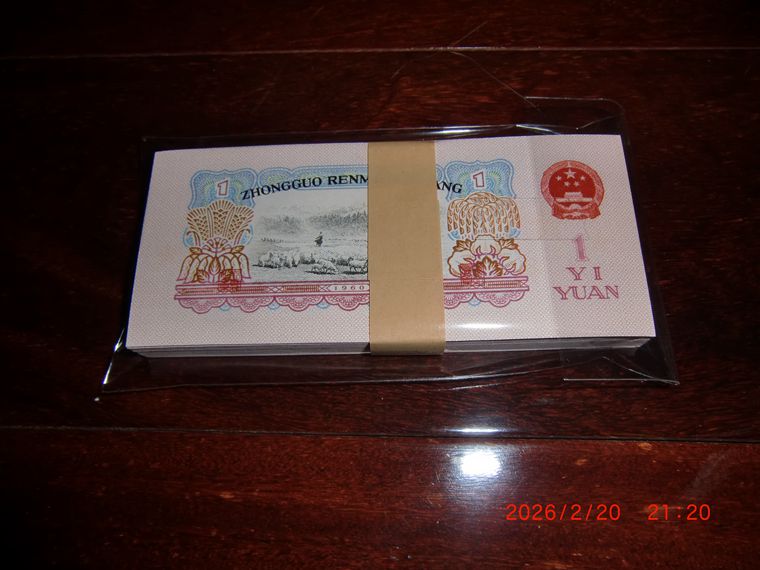 1
ZHONGGUO RENM ANG
1
1
YI
YUAN
1960
2026/2/20 21:20